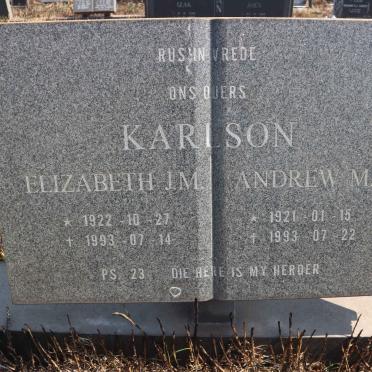 RUS IN VREDE
ONS OUERS
KARLSON
ELIZABETH J.M. ANDREW M.
* 1922-10-27 * 1921-01-15
† 1993-07-14 † 1993-07-22
PS. 23 DIE HERE IS MY HERDER